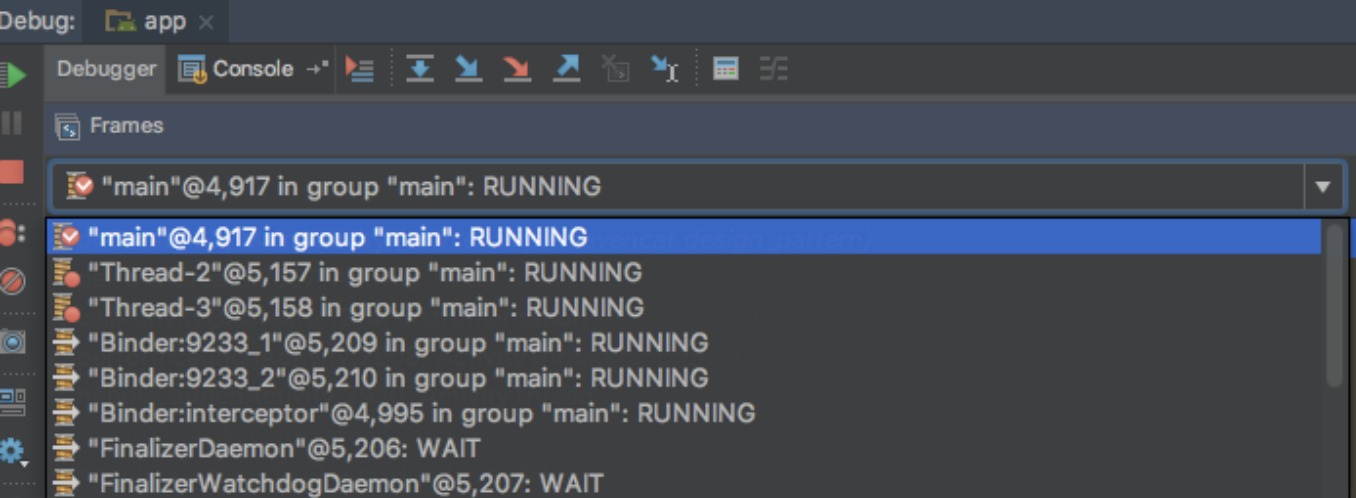 Debug: app
Debugger Console
Frames
"main"@4,917 in group "main": RUNNING
"main"@4,917 in group "main": RUNNING
"Thread-2"@5,157 in group "main": RUNNING
"Thread-3"@5,158 in group "main": RUNNING
"Binder:9233_1"@5,209 in group "main": RUNNING
"Binder:9233_2"@5,210 in group "main": RUNNING
"Binder:interceptor"@4,995 in group "main": RUNNING
"FinalizerDaemon"@5,206: WAIT
"FinalizerWatchdogDaemon"@5,207: WAIT